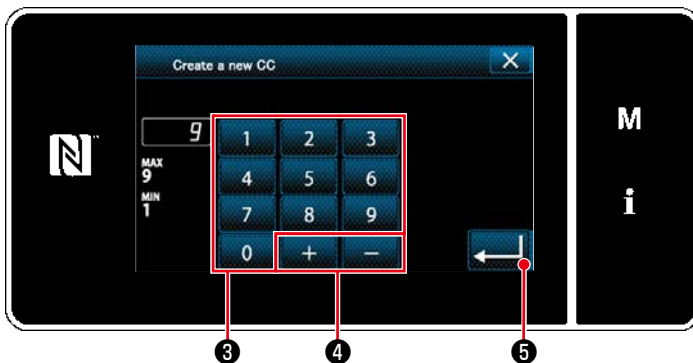 Create a new CC
9
MAX
9
MIN
1
1 2 3
4 5 6
7 8 9
0 + −
N
M
i
❸ ❹ ❺